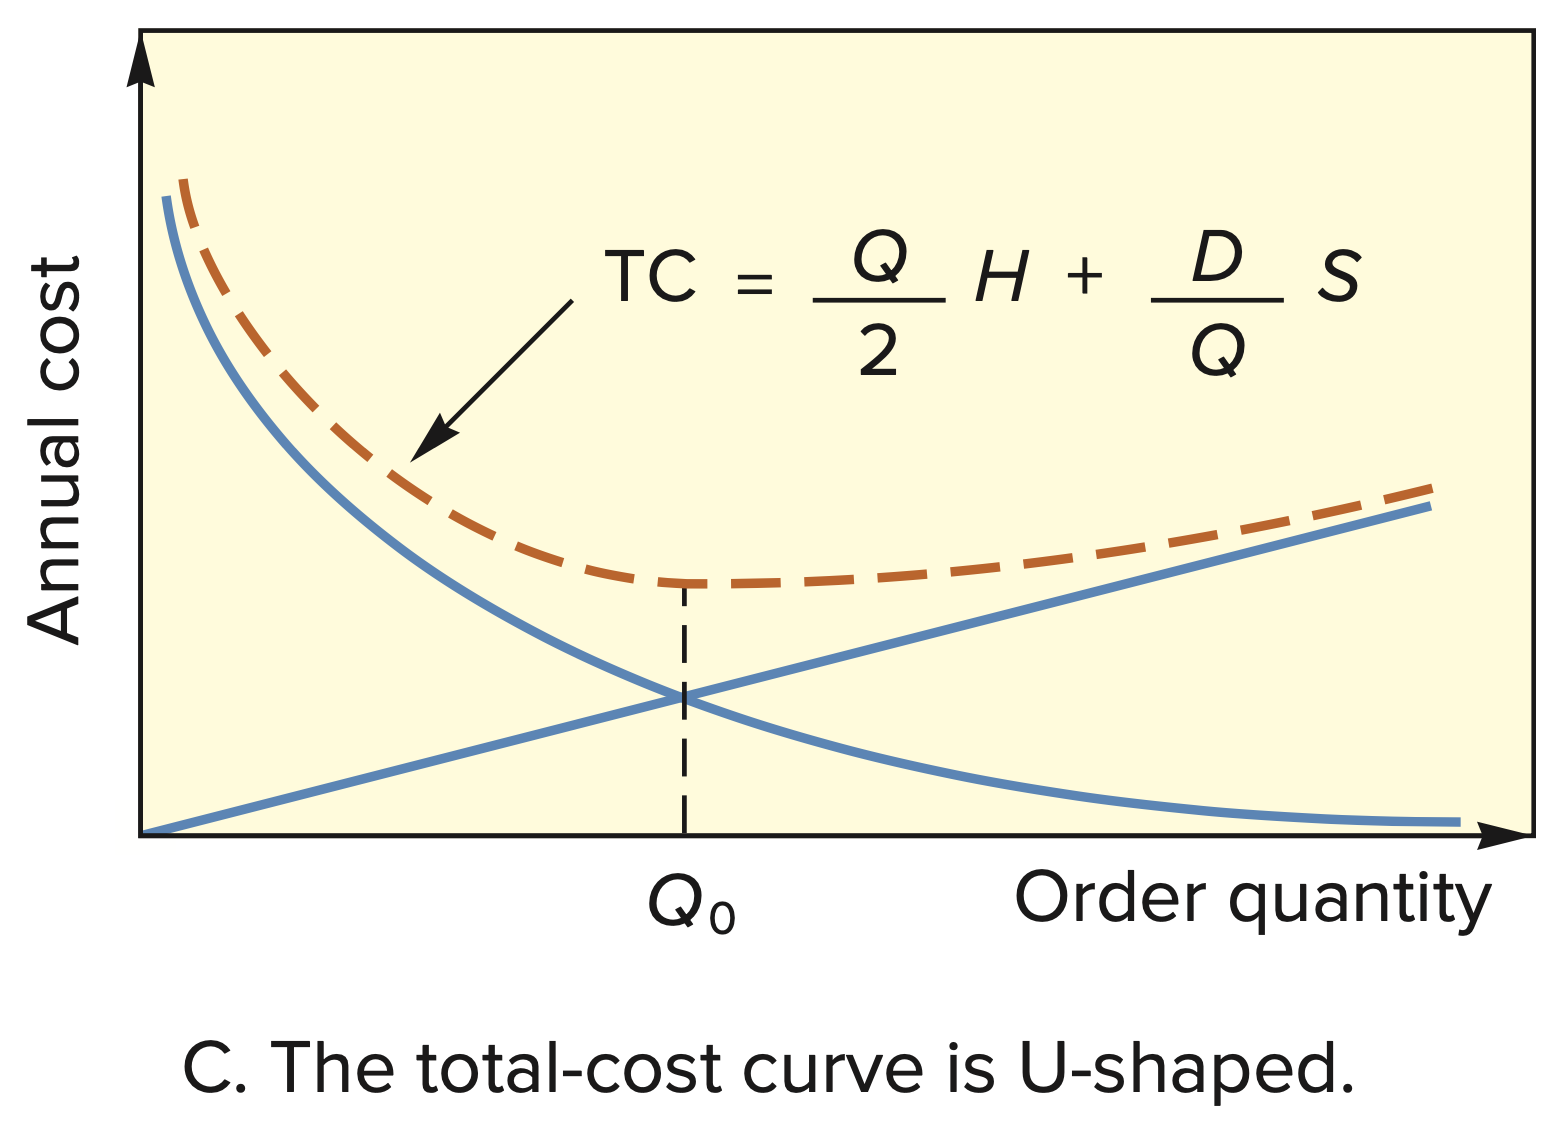 Annual cost
TC = Q/2 H + D/Q S
Q₀
Order quantity
C. The total-cost curve is U-shaped.